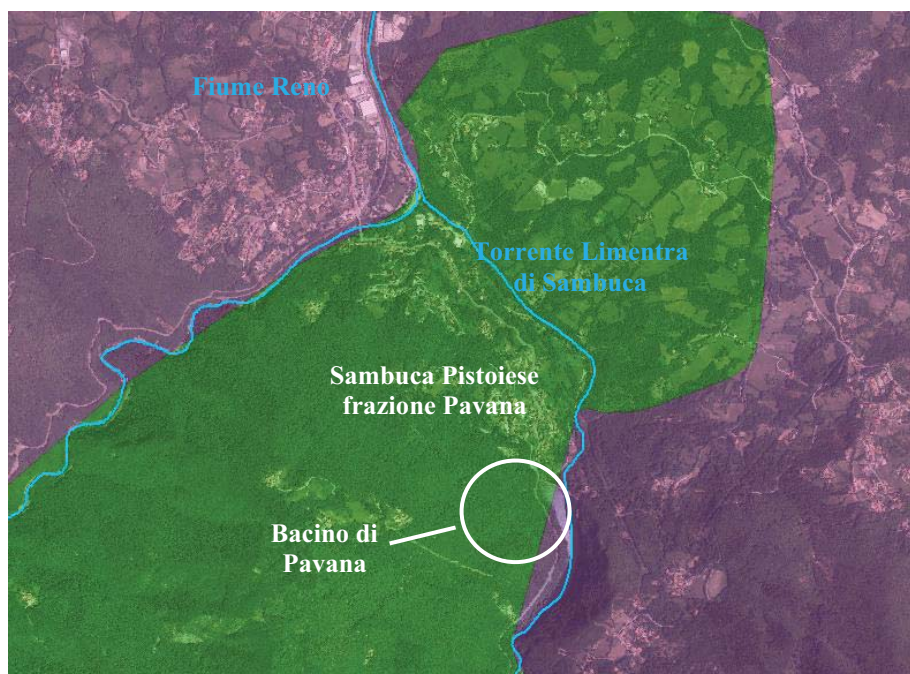 Fiume Reno
Torrente Limentra
di Sambuca
Sambuca Pistoiese
frazione Pavana
Bacino di
Pavana